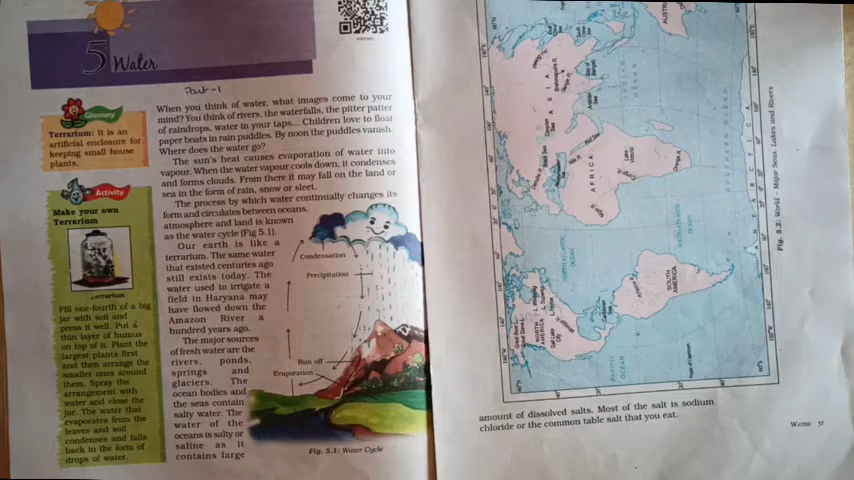 5 Water
Part-1
Glossary
Terrarium: It is an
artificial enclosure for
keeping small house
plants.
Activity
Make your own
Terrarium
Terrarium
Fill one-fourth of a big
jar with soil and
press it well. Put a
thin layer of humus
on top of it. Plant the
largest plants first
and then arrange the
smaller ones around
them. Spray the
arrangement with
water and close the
jar. The water that
evaporates from the
leaves and soil
condenses and falls
back in the form of
drops of water.
When you think of water, what images come to your
mind? You think of rivers, the waterfalls, the pitter patter
of raindrops, water in your taps... Children love to float
paper boats in rain puddles. By noon the puddles vanish.
Where does the water go?
The sun's heat causes evaporation of water into
vapour. When the water vapour cools down, it condenses
and forms clouds. From there it may fall on the land or
sea in the form of rain, snow or sleet.
The process by which water continually changes its
form and circulates between oceans,
atmosphere and land is known
as the water cycle (Fig 5.1).
Our earth is like a
terrarium. The same water
that existed centuries ago
still exists today. The
water used to irrigate a
field in Haryana may
have flowed down the
Amazon River a
hundred years ago.
The major sources
of fresh water are the
rivers, ponds,
springs and
glaciers. The
ocean bodies and
the seas contain
salty water. The
water of the
oceans is salty or
saline as it
contains large
Condensation
Precipitation
Run off
Evaporation
Fig. 5.1: Water Cycle
ASIA
AFRICA
INDIAN
OCEAN
SOUTHERN OCEAN
ANTARCTICA
NORTH ATLANTIC
OCEAN
SOUTH ATLANTIC
OCEAN
NORTH
AMERICA
SOUTH
AMERICA
PACIFIC
OCEAN
Fig. 5.2: World - Major Seas, Lakes and Rivers
amount of dissolved salts. Most of the salt is sodium
chloride or the common table salt that you eat.
WATER 31